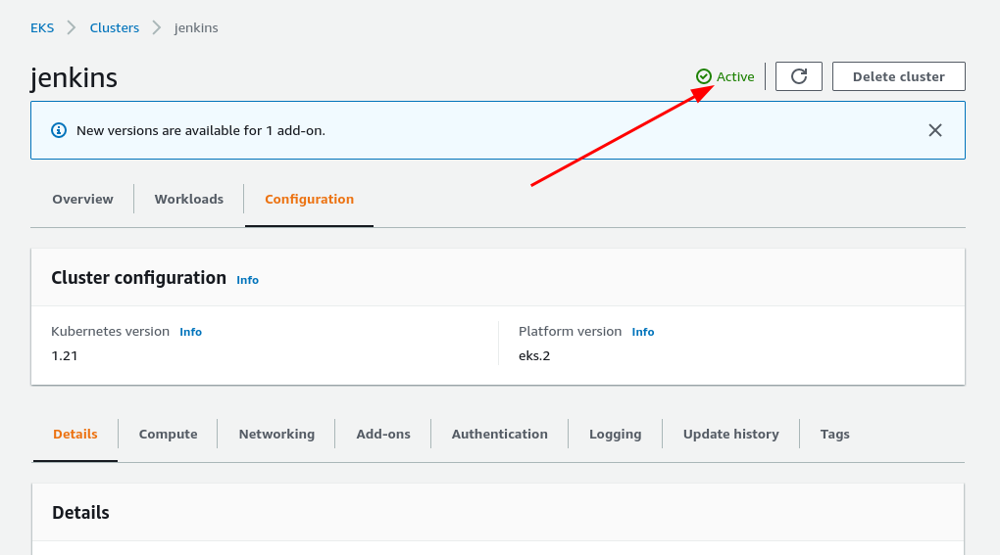 EKS Clusters jenkins
jenkins
Active
Delete cluster
New versions are available for 1 add-on.
Overview Workloads Configuration
Cluster configuration Info
Kubernetes version Info
1.21
Platform version Info
eks.2
Details Compute Networking Add-ons Authentication Logging Update history Tags
Details